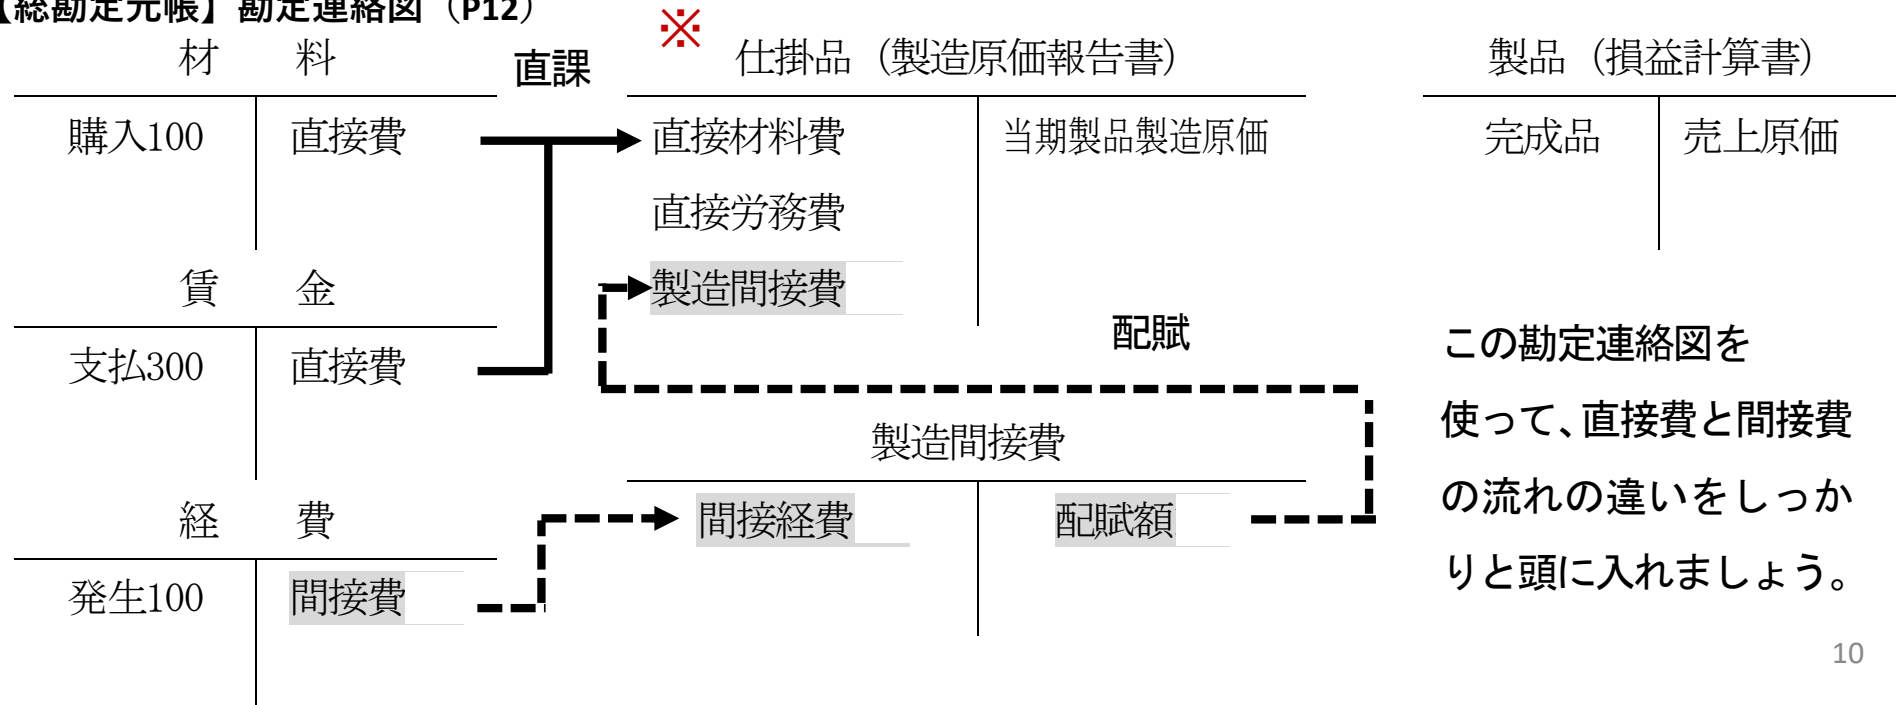 【総勘定元帳】勘定連絡図（P12）
材　料
直課
※
仕掛品（製造原価報告書）
製品（損益計算書）
購入100
直接費
直接材料費
当期製品製造原価
完成品
売上原価
直接労務費
賃　金
製造間接費
支払300
直接費
配賦
製造間接費
経　費
間接経費
配賦額
発生100
間接費
この勘定連絡図を
使って、直接費と間接費
の流れの違いをしっか
りと頭に入れましょう。
10